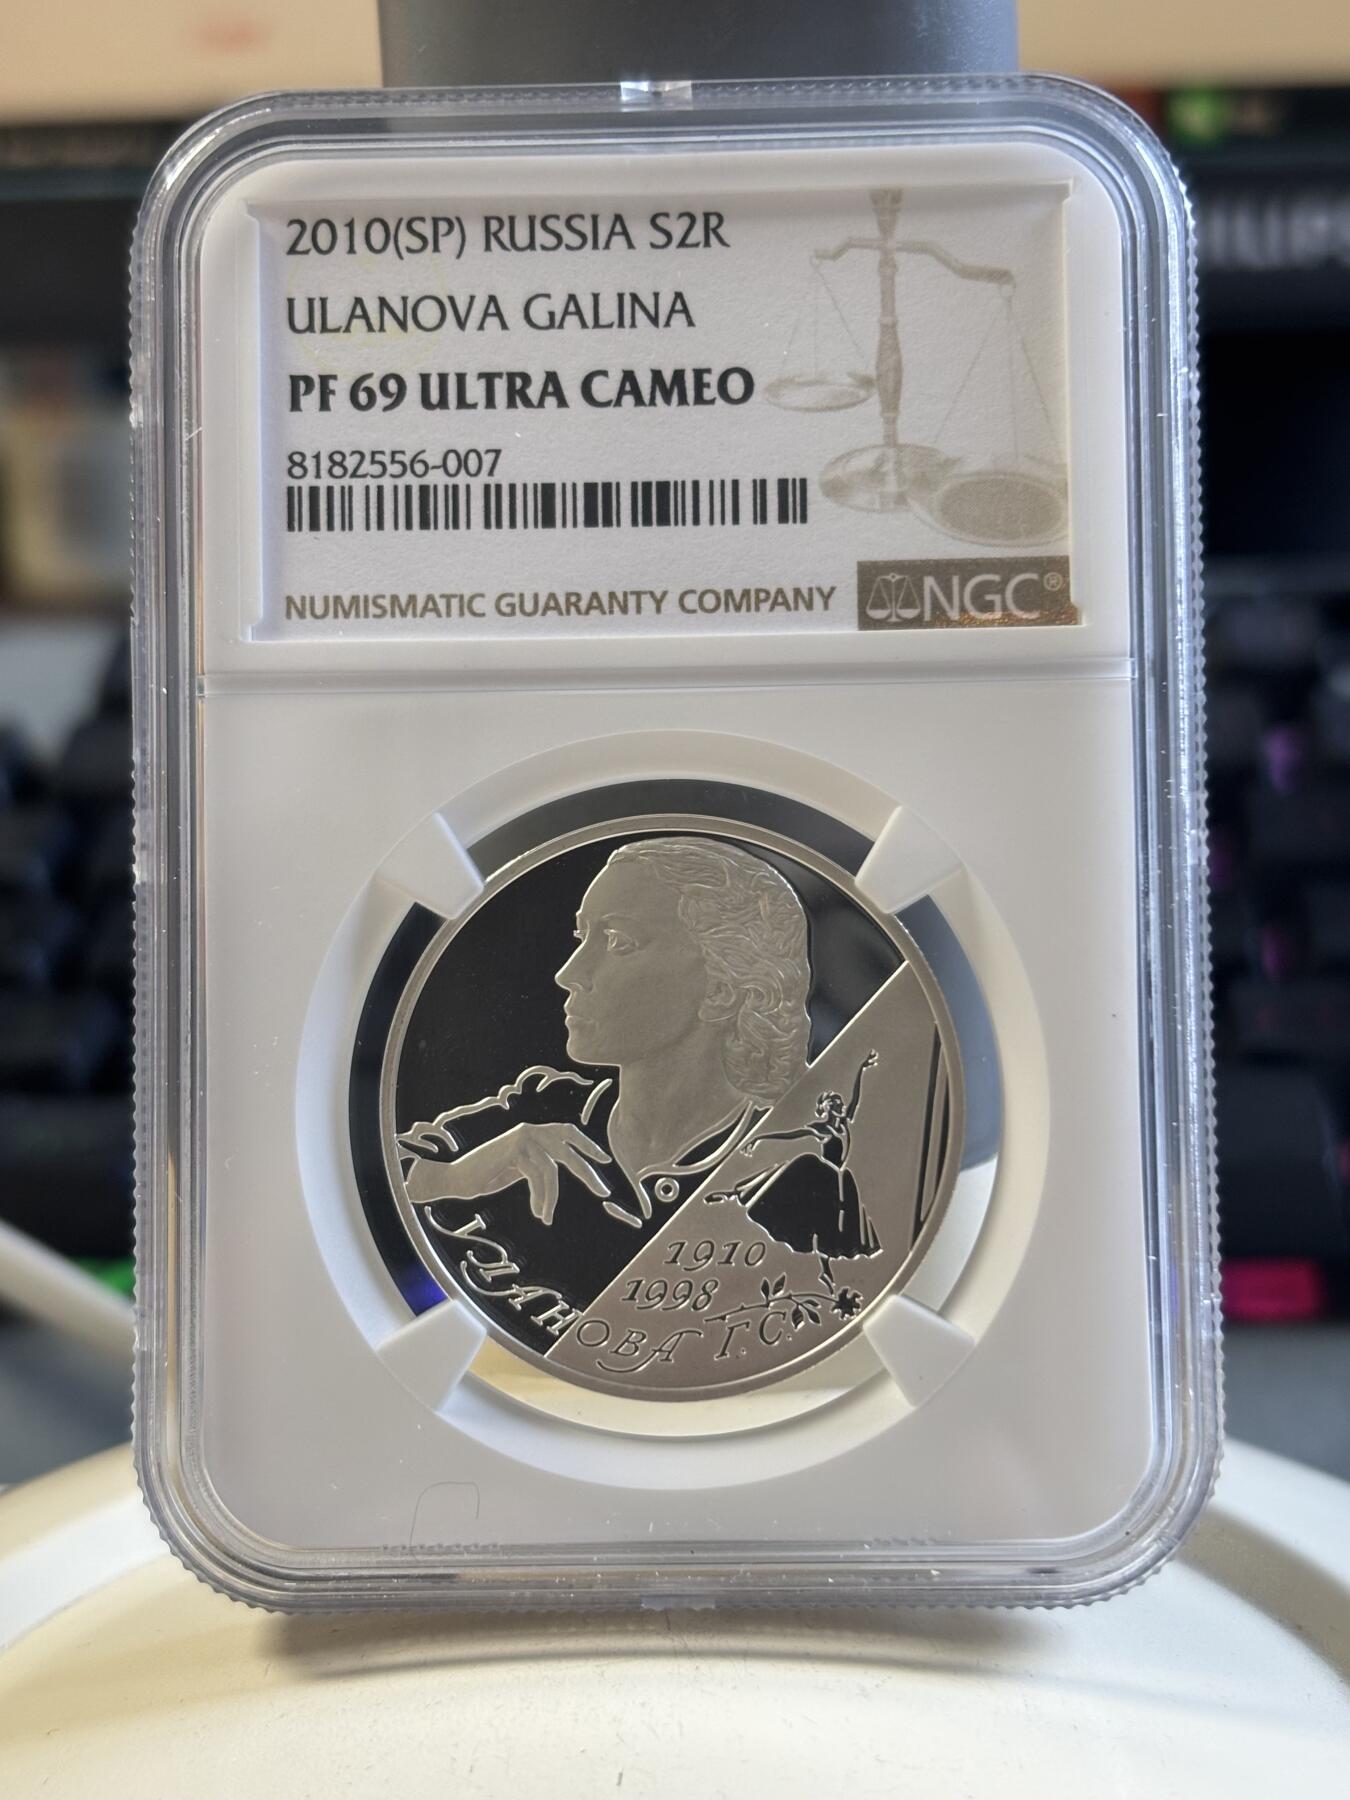 2010(SP) RUSSIA S2R
ULANOVA GALINA
PF 69 ULTRA CAMEO
8182556-007
NUMISMATIC GUARANTY COMPANY
NGC®
1910
1998
УЛАНОВА Г.С.